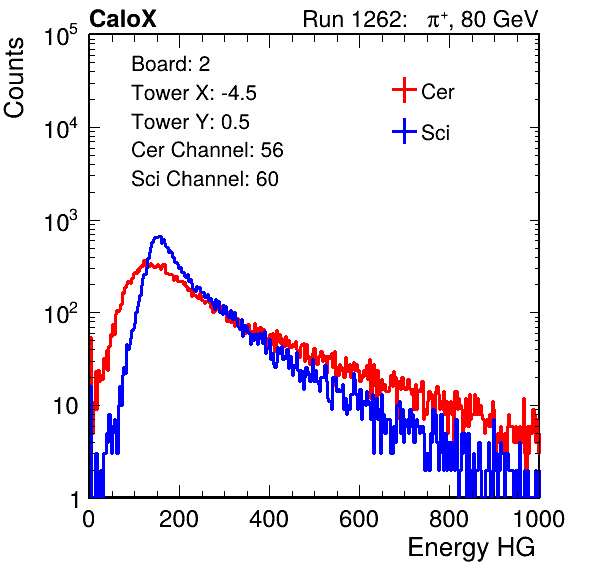 CaloX Run 1262: π⁺, 80 GeV
Counts
Board: 2
Tower X: -4.5
Tower Y: 0.5
Cer Channel: 56
Sci Channel: 60
Cer
Sci
10⁵
10⁴
10³
10²
10
1
0 200 400 600 800 1000
Energy HG